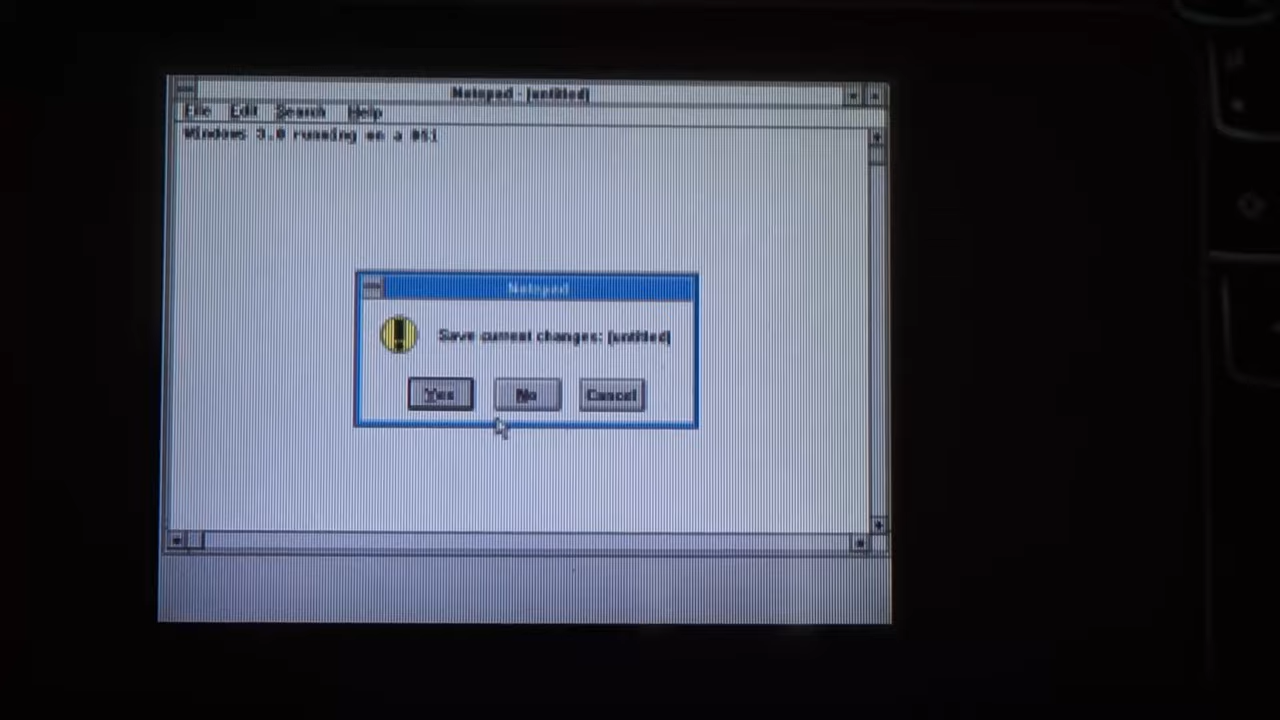 Notepad - [untitled]
File Edit Search Help
Windows 3.0 running on a DSi
Notepad
Save current changes: [untitled]
Yes No Cancel